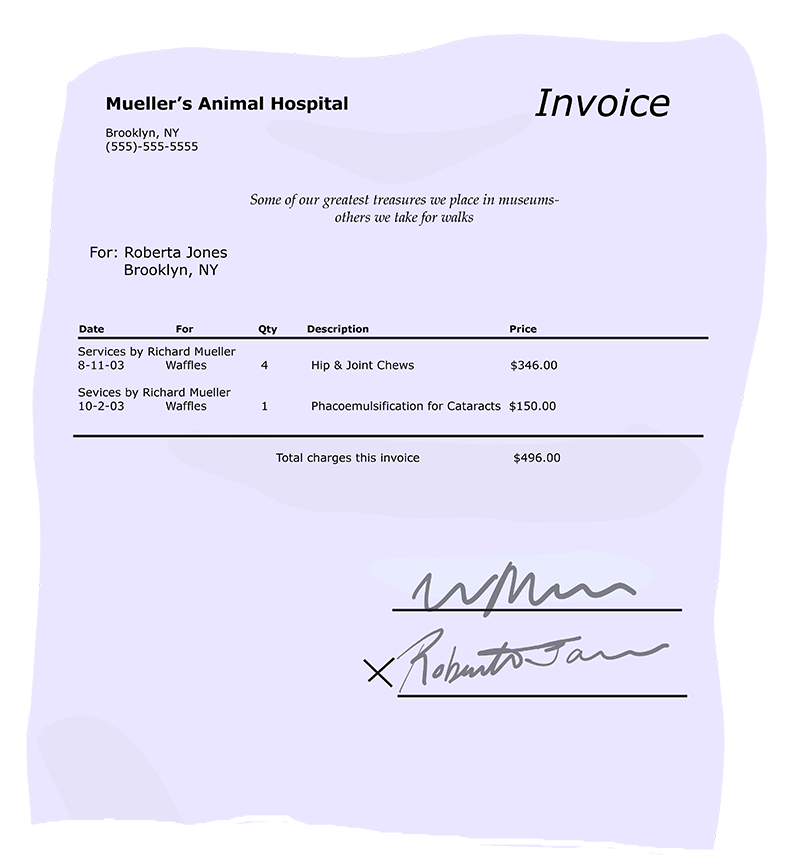 Mueller's Animal Hospital
Invoice
Brooklyn, NY
(555)-555-5555
Some of our greatest treasures we place in museums-
others we take for walks
For: Roberta Jones
Brooklyn, NY
Date For Qty Description Price
Services by Richard Mueller
8-11-03 Waffles 4 Hip & Joint Chews $346.00
Sevices by Richard Mueller
10-2-03 Waffles 1 Phacoemulsification for Cataracts $150.00
Total charges this invoice $496.00